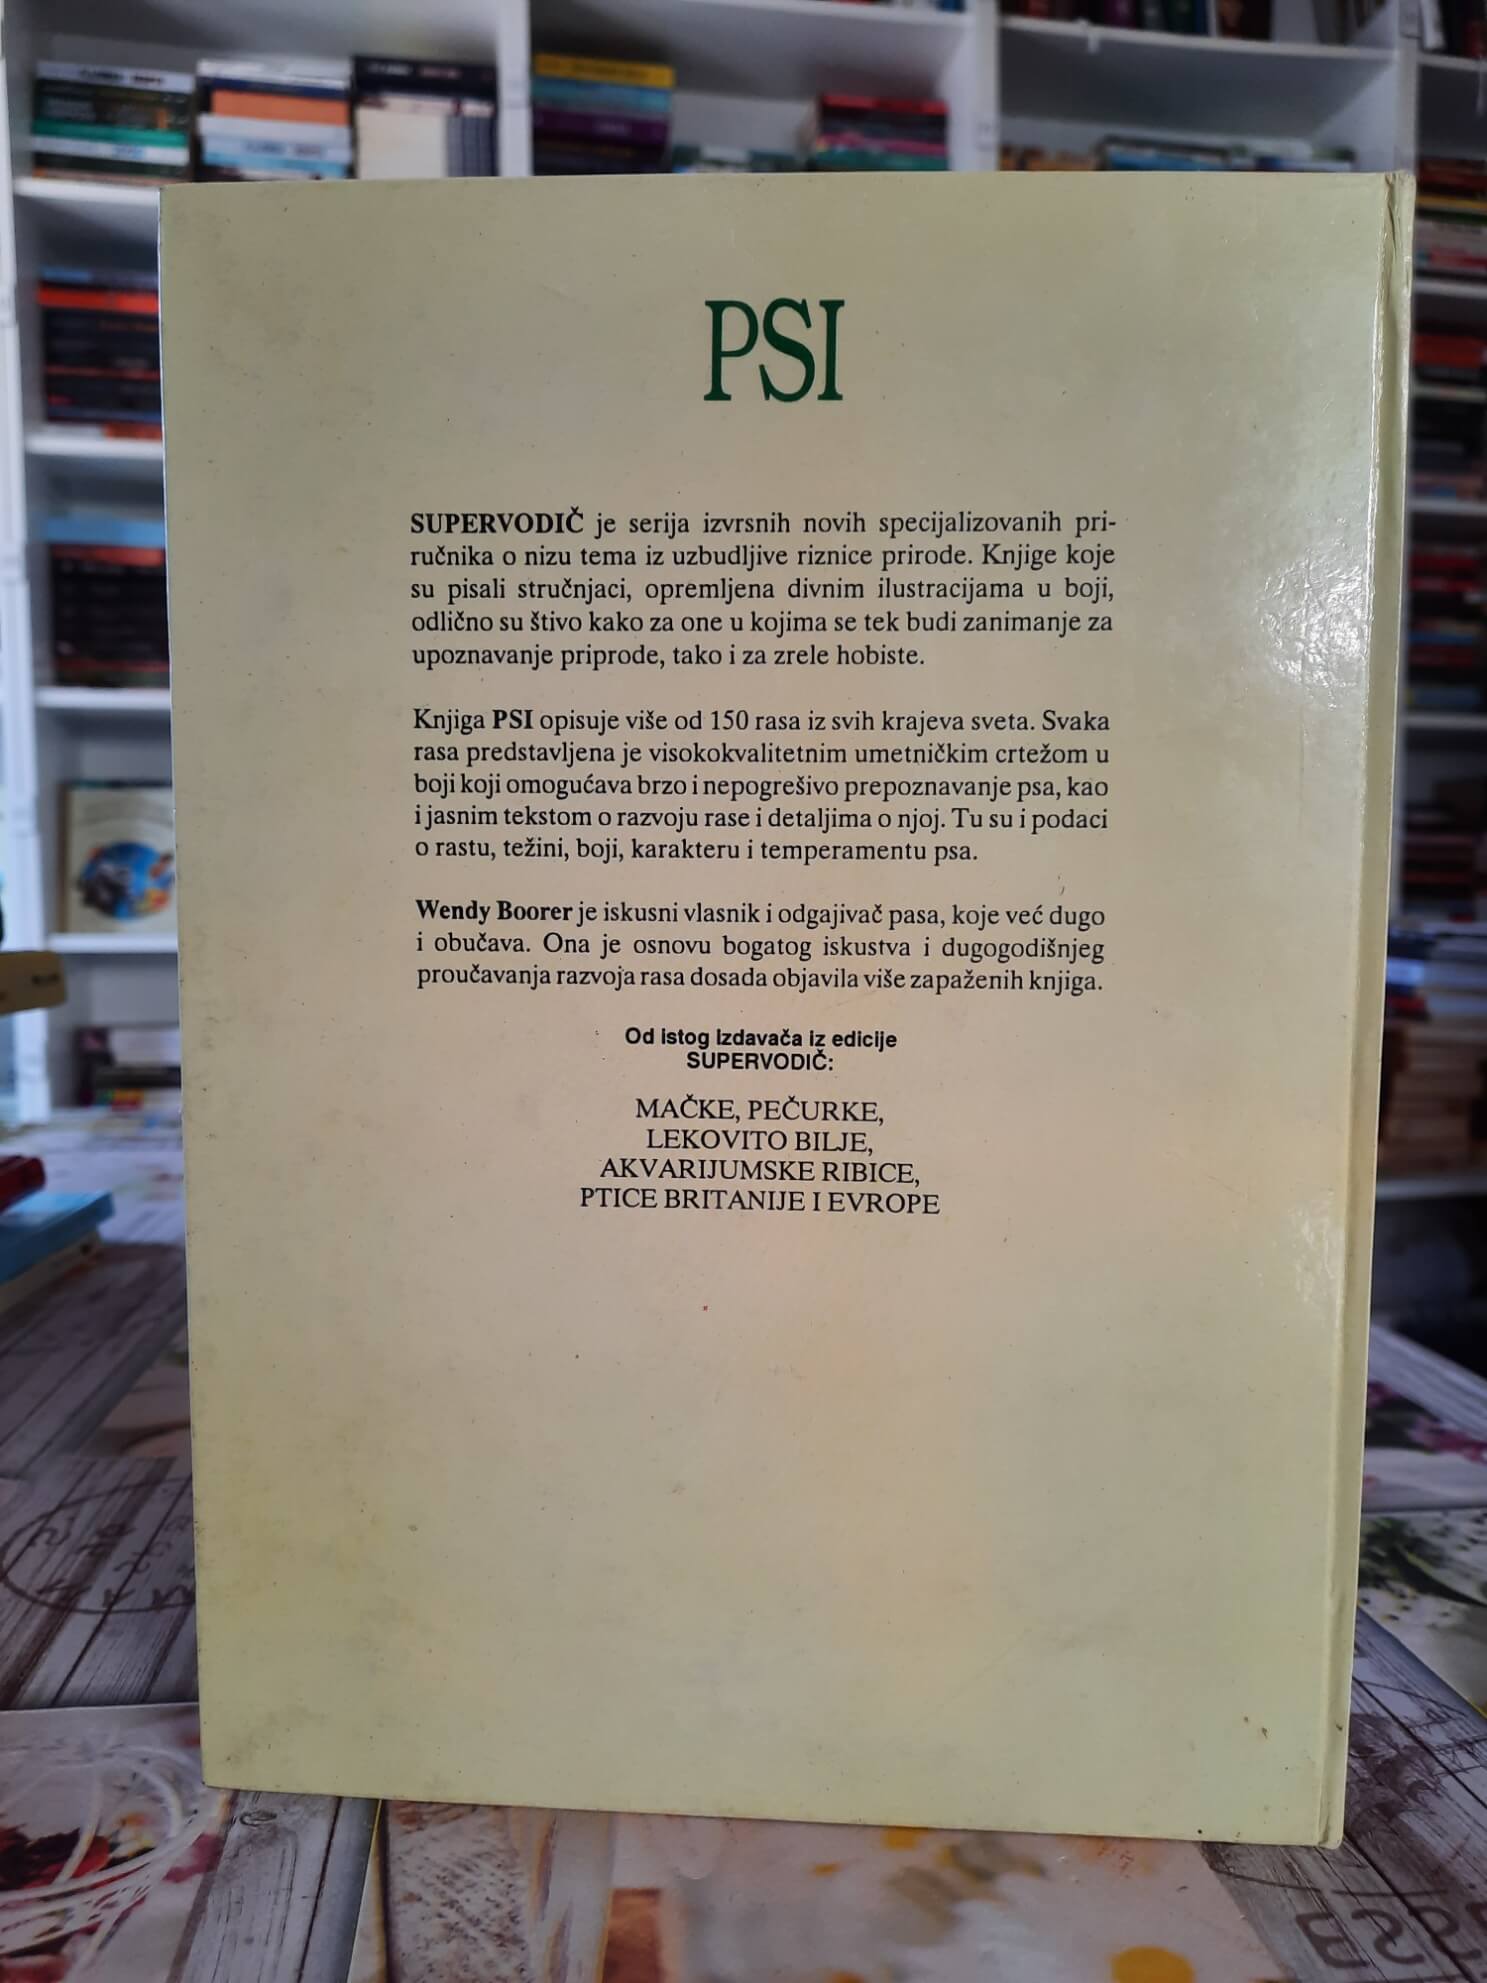 PSI
SUPERVODIČ je serija izvrsnih novih specijalizovanih pri-
ručnika o nizu tema iz uzbudljive riznice prirode. Knjige koje
su pisali stručnjaci, opremljena divnim ilustracijama u boji,
odlično su štivo kako za one u kojima se tek budi zanimanje za
upoznavanje priprode, tako i za zrele hobiste.
Knjiga PSI opisuje više od 150 rasa iz svih krajeva sveta. Svaka
rasa predstavljena je visokokvalitetnim umetničkim crtežom u
boji koji omogućava brzo i nepogrešivo prepoznavanje psa, kao
i jasnim tekstom o razvoju rase i detaljima o njoj. Tu su i podaci
o rastu, težini, boji, karakteru i temperamentu psa.
Wendy Boorer je iskusni vlasnik i odgajivač pasa, koje već dugo
i obučava. Ona je osnovu bogatog iskustva i dugogodišnjeg
proučavanja razvoja rasa dosada objavila više zapaženih knjiga.
Od istog Izdavača iz edicije
SUPERVODIČ:
MAČKE, PEČURKE,
LEKOVITO BILJE,
AKVARIJUMSKE RIBICE,
PTICE BRITANIJE I EVROPE